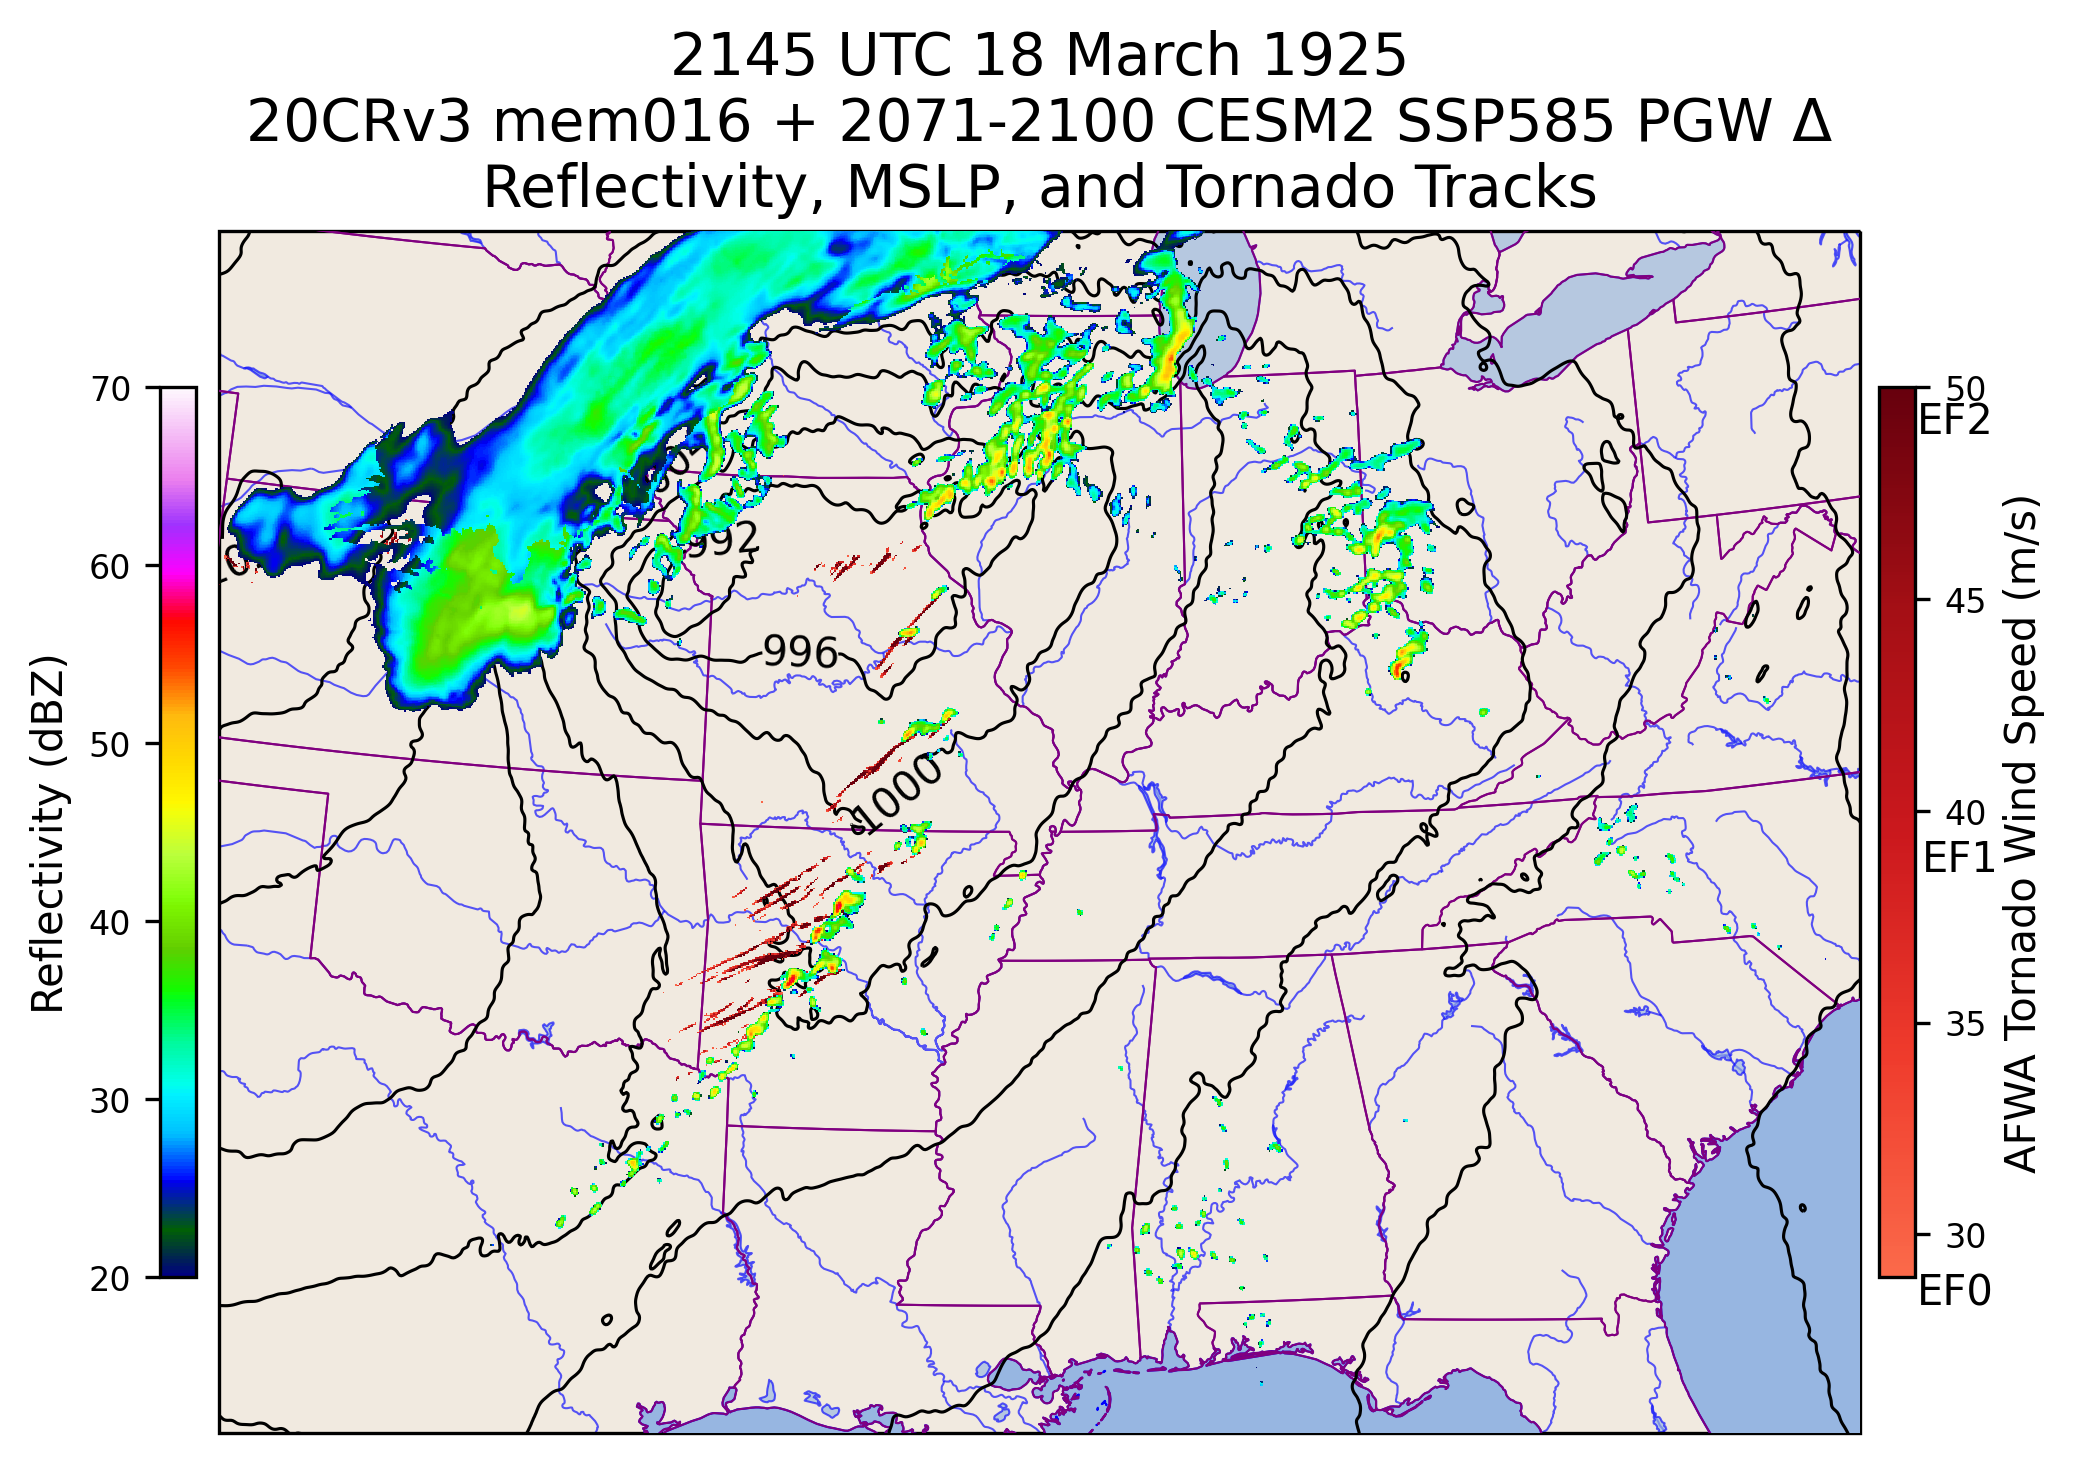 2145 UTC 18 March 1925
20CRv3 mem016 + 2071-2100 CESM2 SSP585 PGW Δ
Reflectivity, MSLP, and Tornado Tracks
70
60
50
40
30
20
Reflectivity (dBZ)
992
996
1000
50
EF2
45
40
EF1
35
30
EF0
AFWA Tornado Wind Speed (m/s)